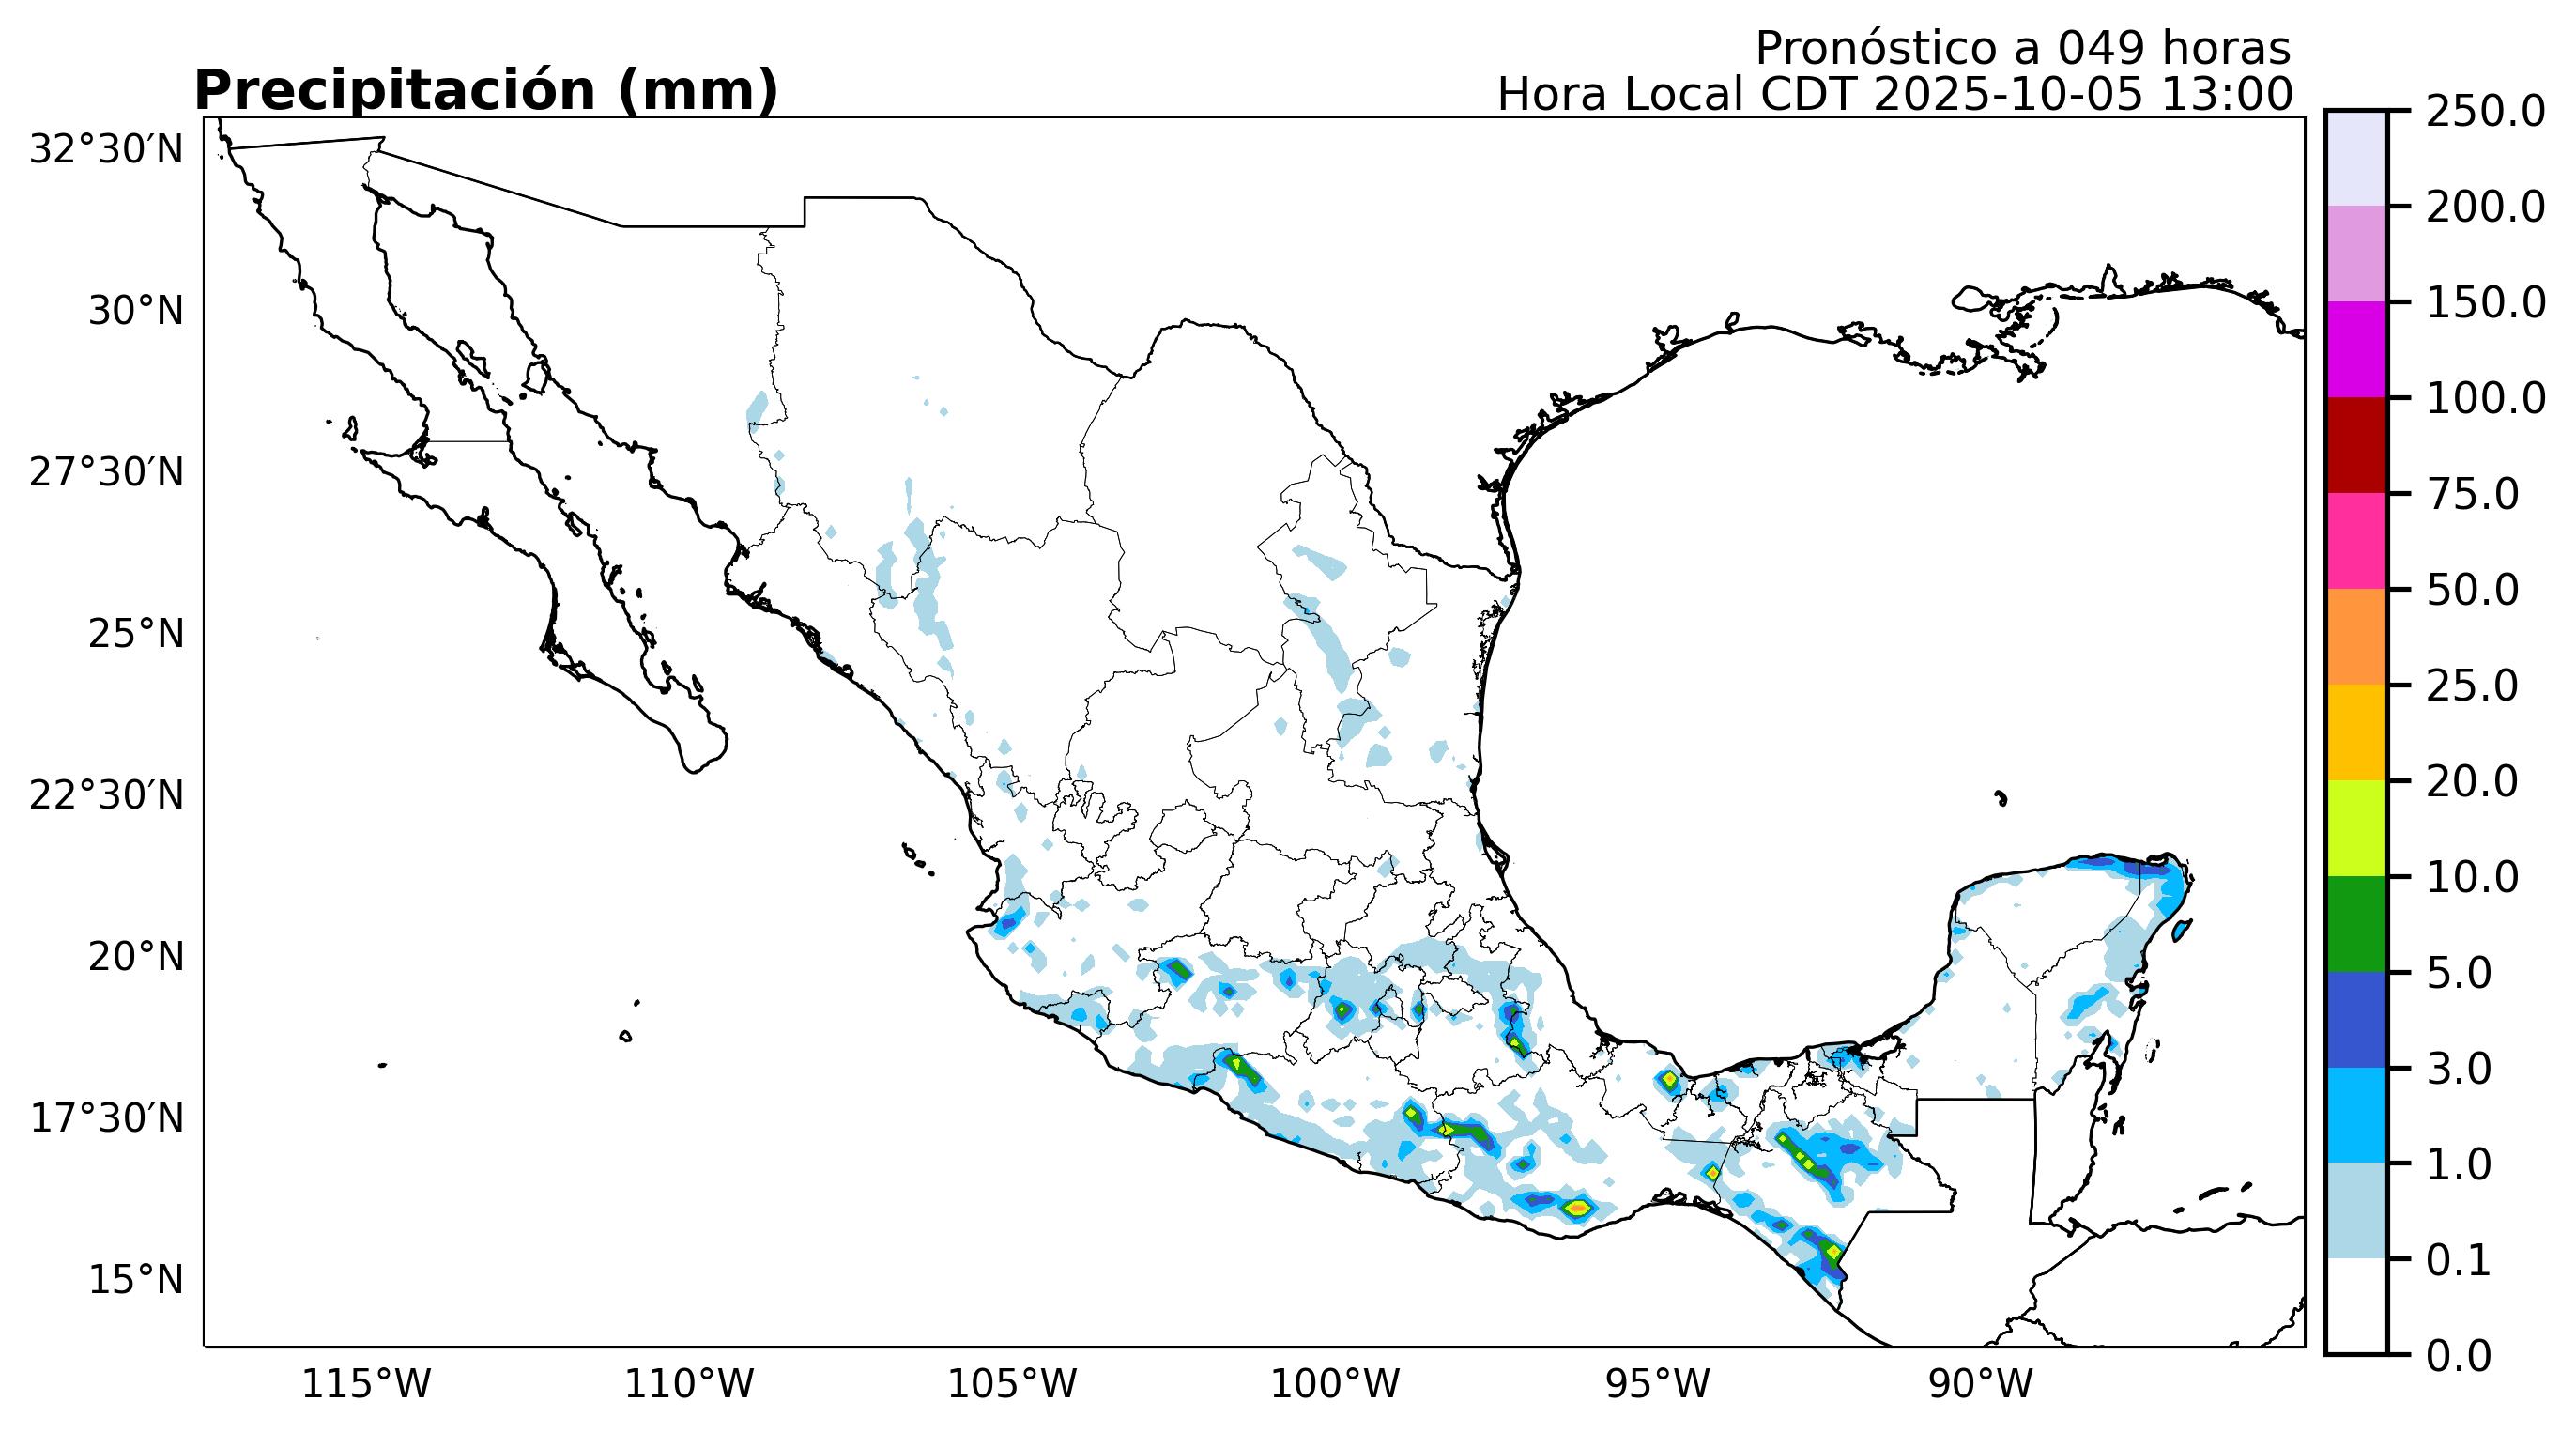 Pronóstico a 049 horas
Precipitación (mm)
Hora Local CDT 2025-10-05 13:00
32°30′N
30°N
27°30′N
25°N
22°30′N
20°N
17°30′N
15°N
115°W
110°W
105°W
100°W
95°W
90°W
250.0
200.0
150.0
100.0
75.0
50.0
25.0
20.0
10.0
5.0
3.0
1.0
0.1
0.0